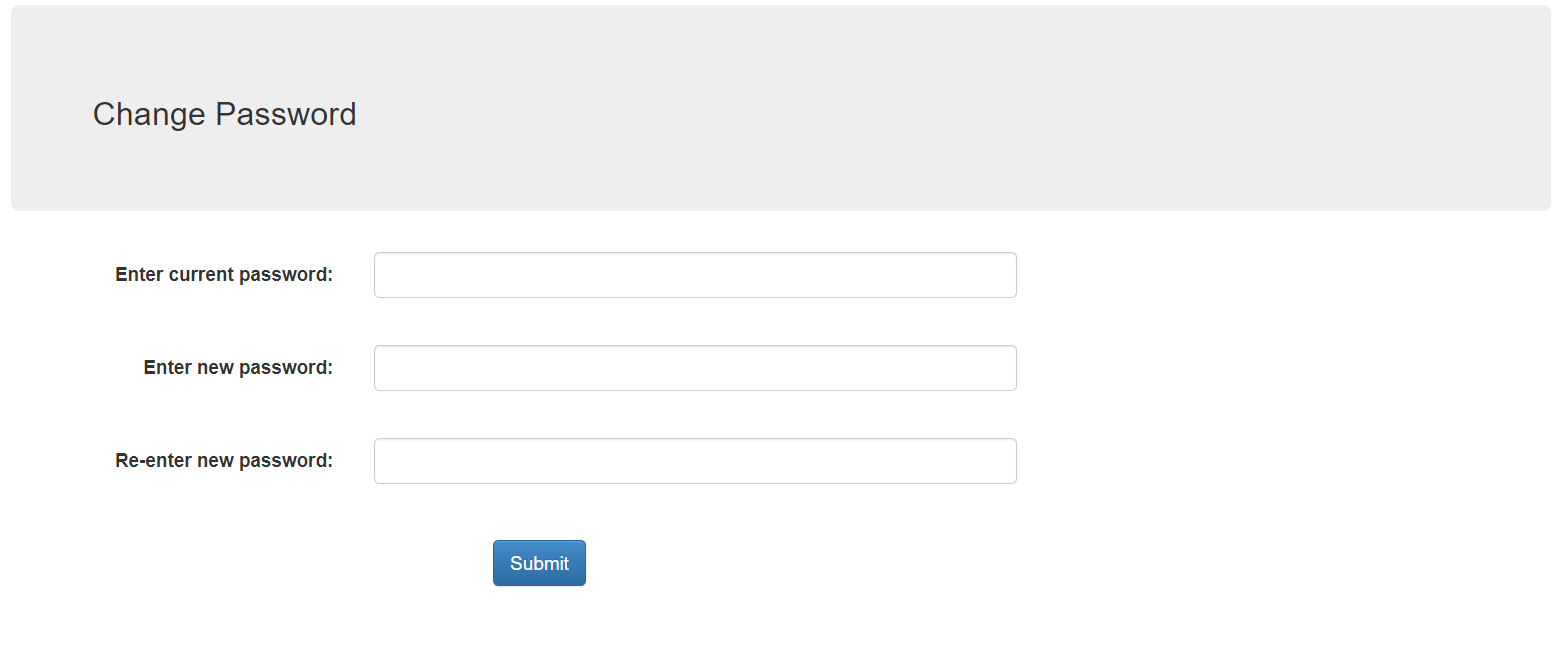 Change Password
Enter current password:
Enter new password:
Re-enter new password:
Submit